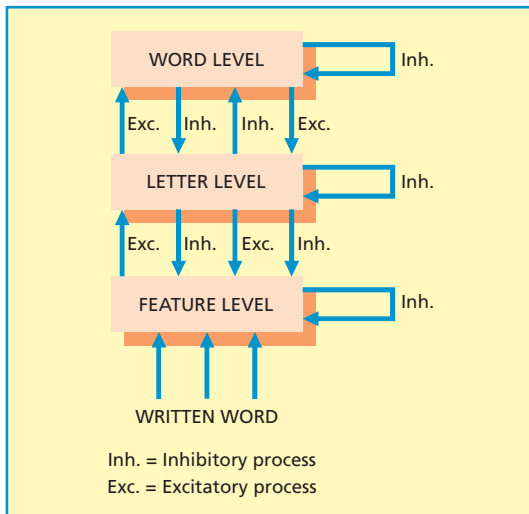 WORD LEVEL
Inh.
Exc. Inh. Inh. Exc.
LETTER LEVEL
Inh.
Exc. Inh. Exc. Inh.
FEATURE LEVEL
Inh.
WRITTEN WORD
Inh. = Inhibitory process
Exc. = Excitatory process